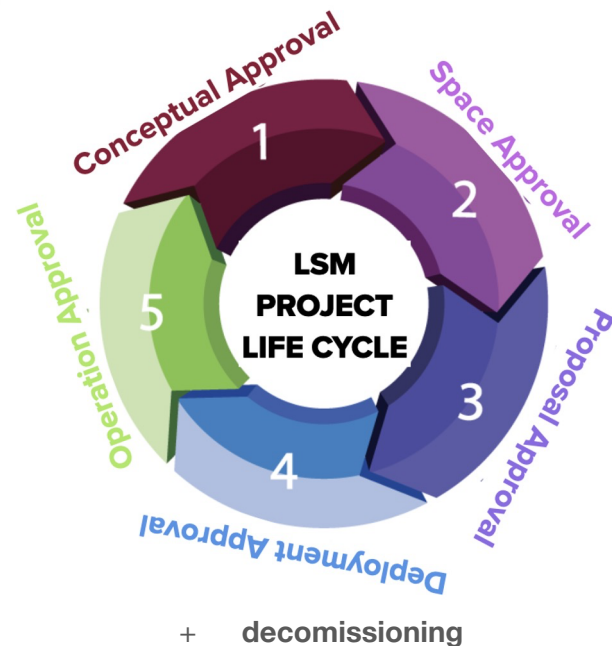 Conceptual Approval
1
Space Approval
2
Proposal Approval
3
Deployment Approval
4
Operation Approval
5
LSM
PROJECT
LIFE CYCLE
+ decomissioning